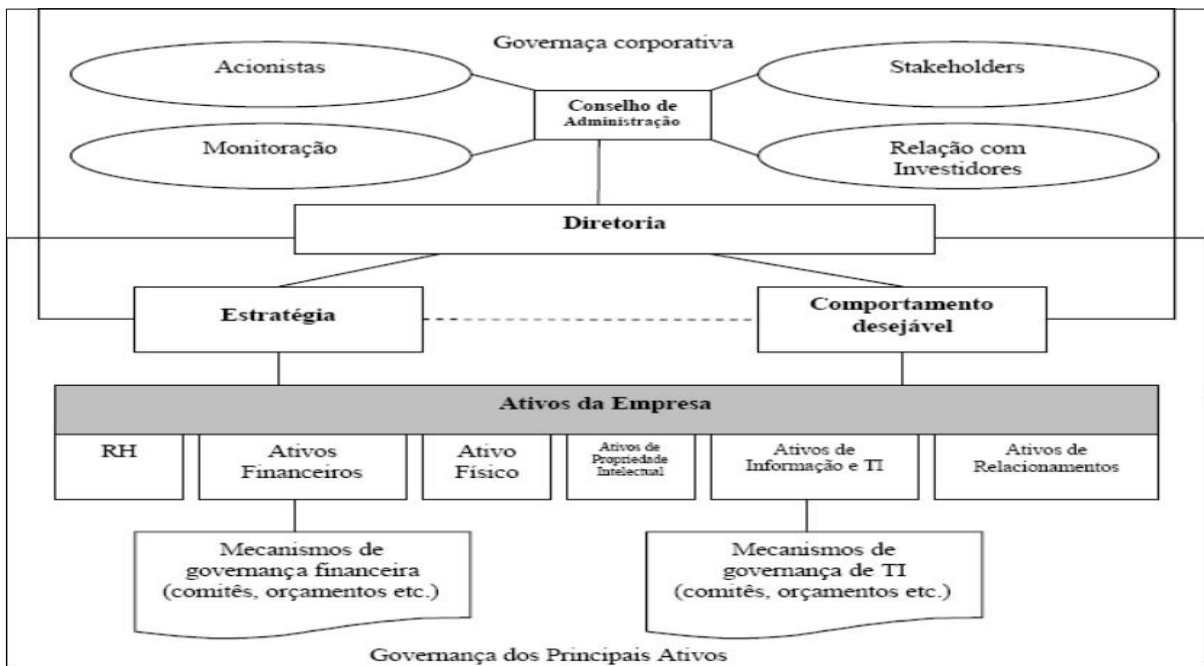 Governaça corporativa
Acionistas
Stakeholders
Conselho de
Administração
Monitoração
Relação com
Investidores
Diretoria
Estratégia
Comportamento
desejável
Ativos da Empresa
RH
Ativos
Financeiros
Ativo
Físico
Ativos de
Propriedade
Intelectual
Ativos de
Informação e TI
Ativos de
Relacionamentos
Mecanismos de
governança financeira
(comitês, orçamentos etc.)
Mecanismos de
governança de TI
(comitês, orçamentos etc.)
Governança dos Principais Ativos